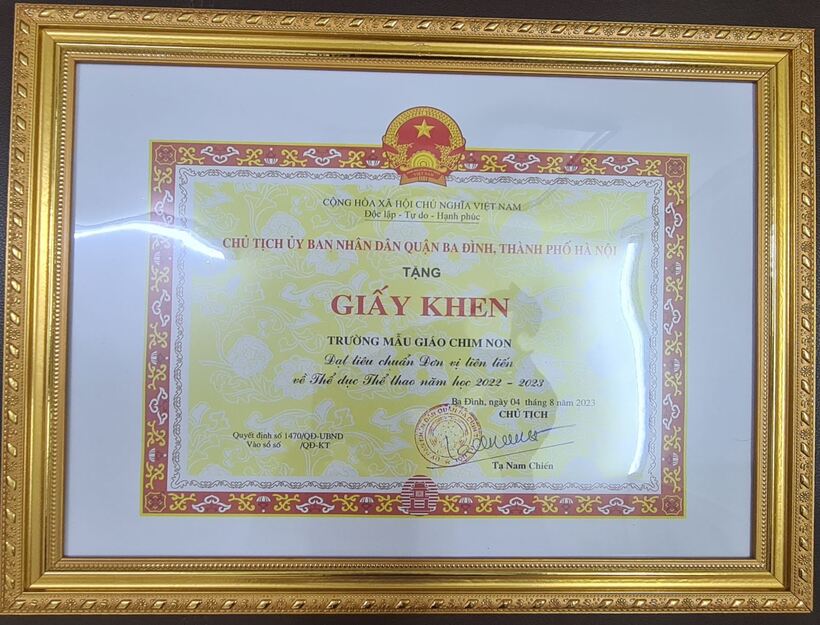 CỘNG HÒA XÃ HỘI CHỦ NGHĨA VIỆT NAM
Độc lập - Tự do - Hạnh phúc
CHỦ TỊCH ỦY BAN NHÂN DÂN QUẬN BA ĐÌNH, THÀNH PHỐ HÀ NỘI
TẶNG
GIẤY KHEN
TRƯỜNG MẪU GIÁO CHIM NON
Đạt tiêu chuẩn Đơn vị tiên tiến
về Thể dục Thể thao năm học 2022 - 2023
Ba Đình, ngày 04 tháng 8 năm 2023
CHỦ TỊCH
Quyết định số 1470/QĐ-UBND
Vào sổ số /QĐ-KT
Tạ Nam Chiến